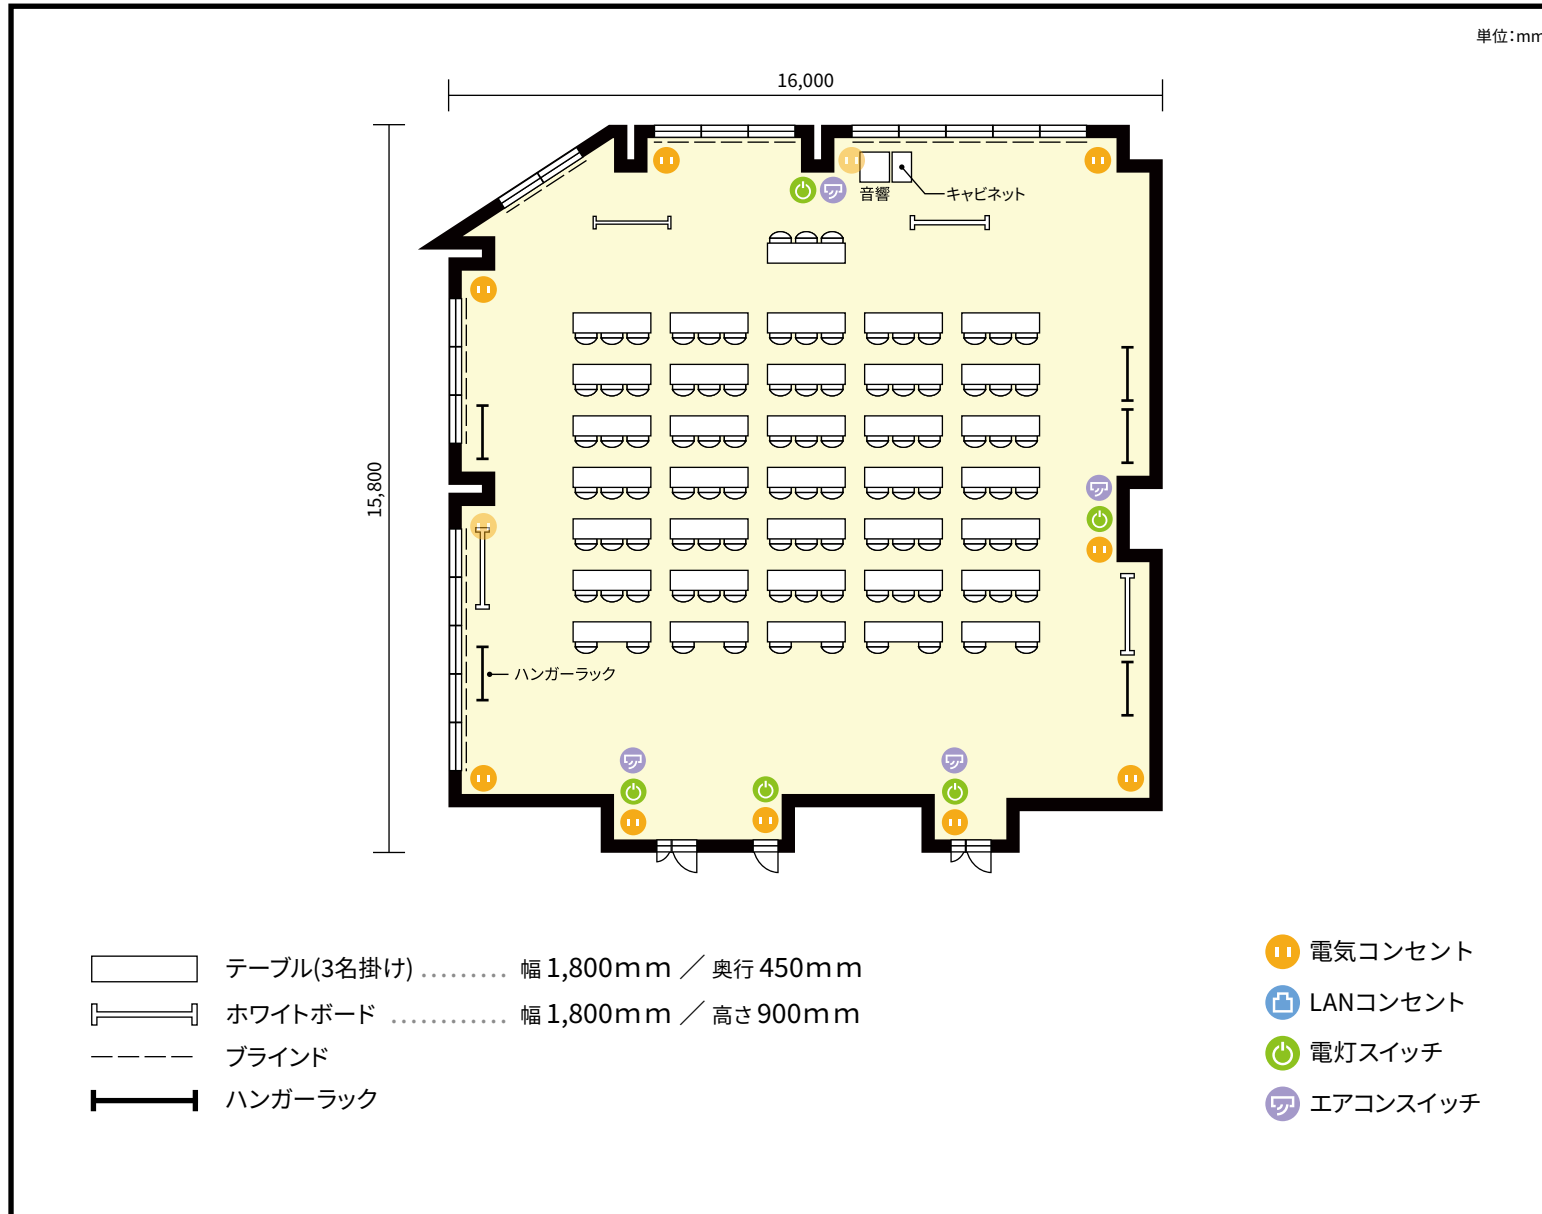 単位：mm
16,000
音響
キャビネット
15,800
ハンガーラック
テーブル(3名掛け) ......... 幅 1,800mm ／ 奥行 450mm
ホワイトボード ............ 幅 1,800mm ／ 高さ 900mm
ブラインド
ハンガーラック
電気コンセント
LANコンセント
電灯スイッチ
エアコンスイッチ